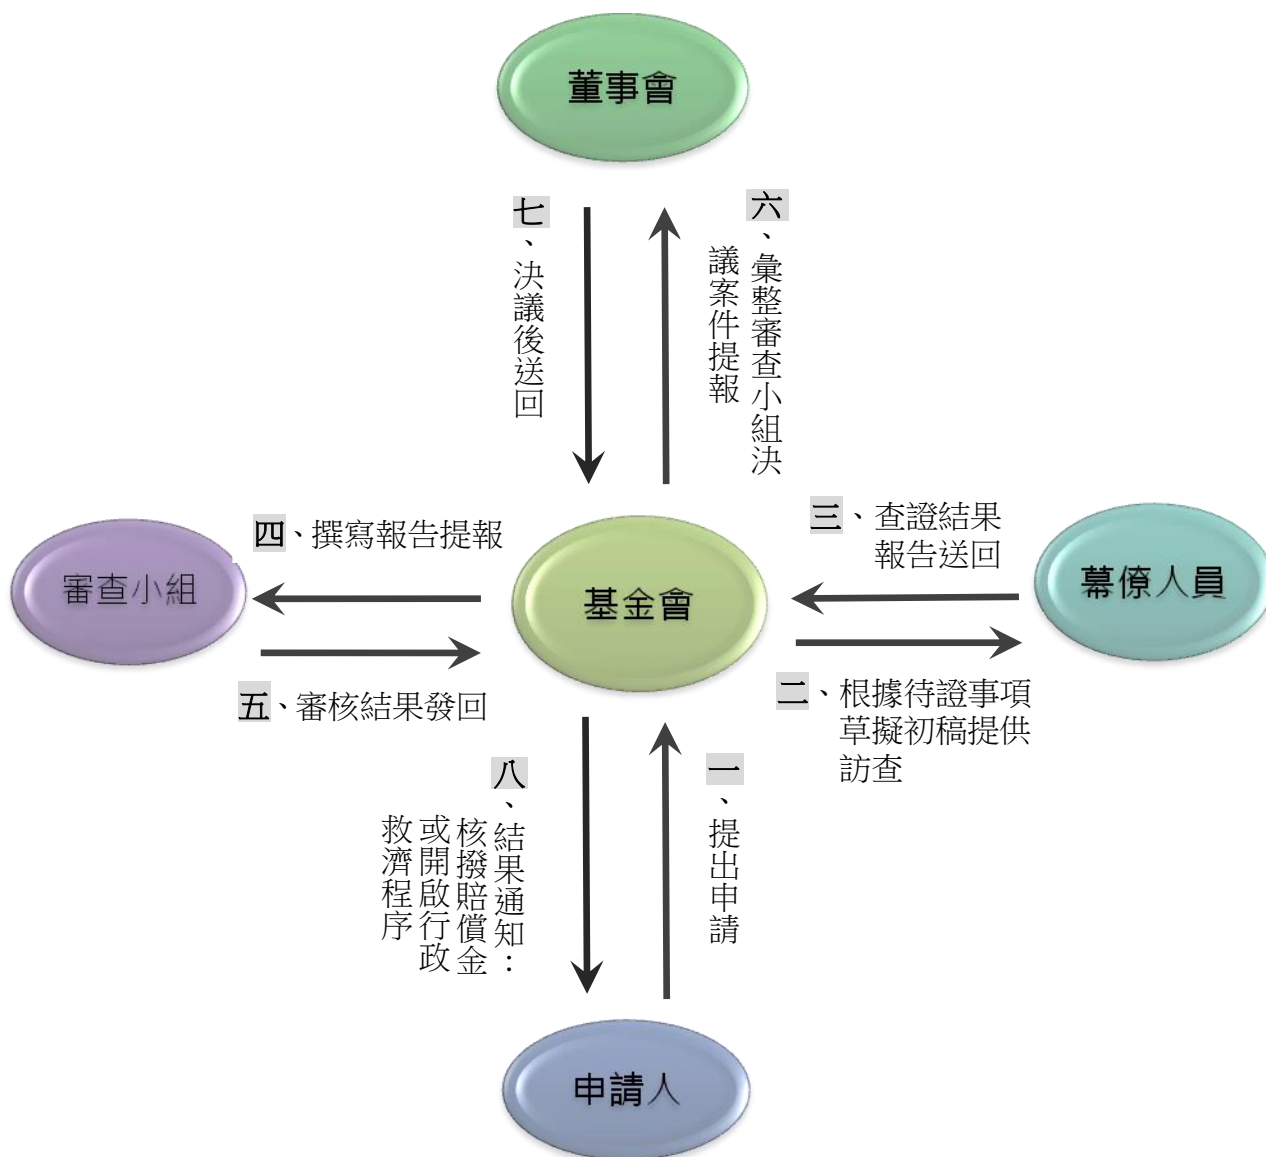 董事會
七、決議後送回
六、彙整審查小組決
議案件提報
四、撰寫報告提報
三、查證結果
報告送回
審查小組
基金會
幕僚人員
五、審核結果發回
二、根據待證事項
草擬初稿提供
訪查
八、結果通知：
核撥賠償金
或開啟行政
救濟程序
一、提出申請
申請人